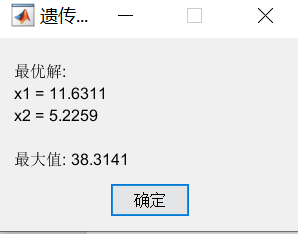 遗传...
最优解:
x1 = 11.6311
x2 = 5.2259
最大值: 38.3141
确定